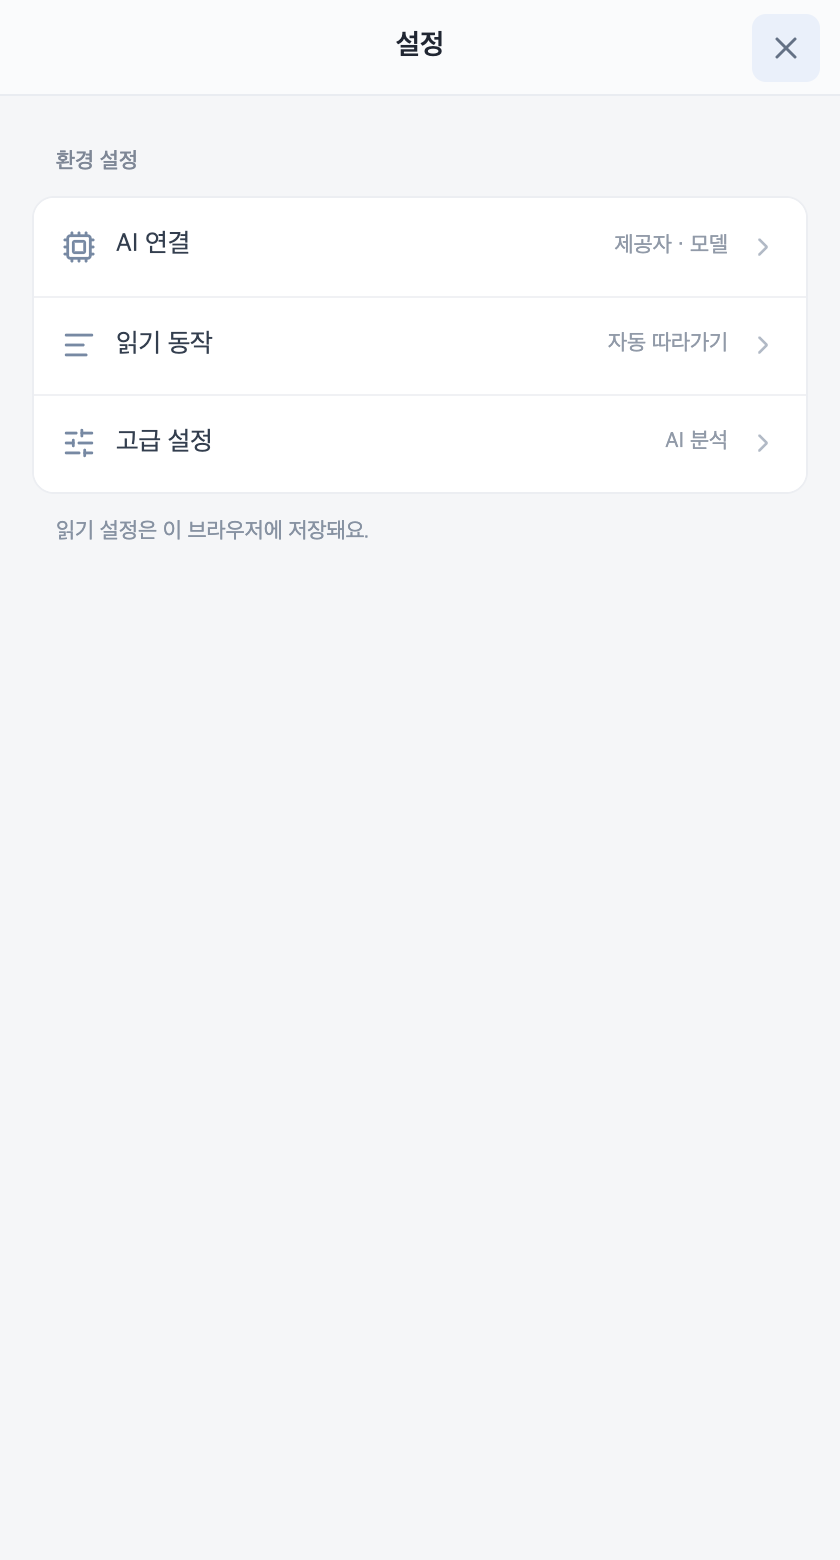 설정
환경 설정
AI 연결 제공자 · 모델
읽기 동작 자동 따라가기
고급 설정 AI 분석
읽기 설정은 이 브라우저에 저장돼요.